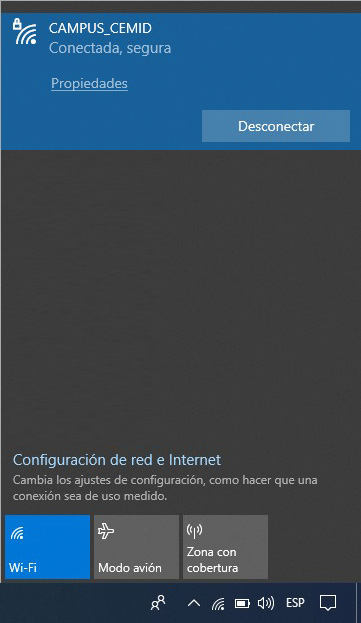 CAMPUS_CEMID
Conectada, segura
Propiedades
Desconectar
Configuración de red e Internet
Cambia los ajustes de configuración, como hacer que una
conexión sea de uso medido.
Wi-Fi
Modo avión
Zona con
cobertura
ESP